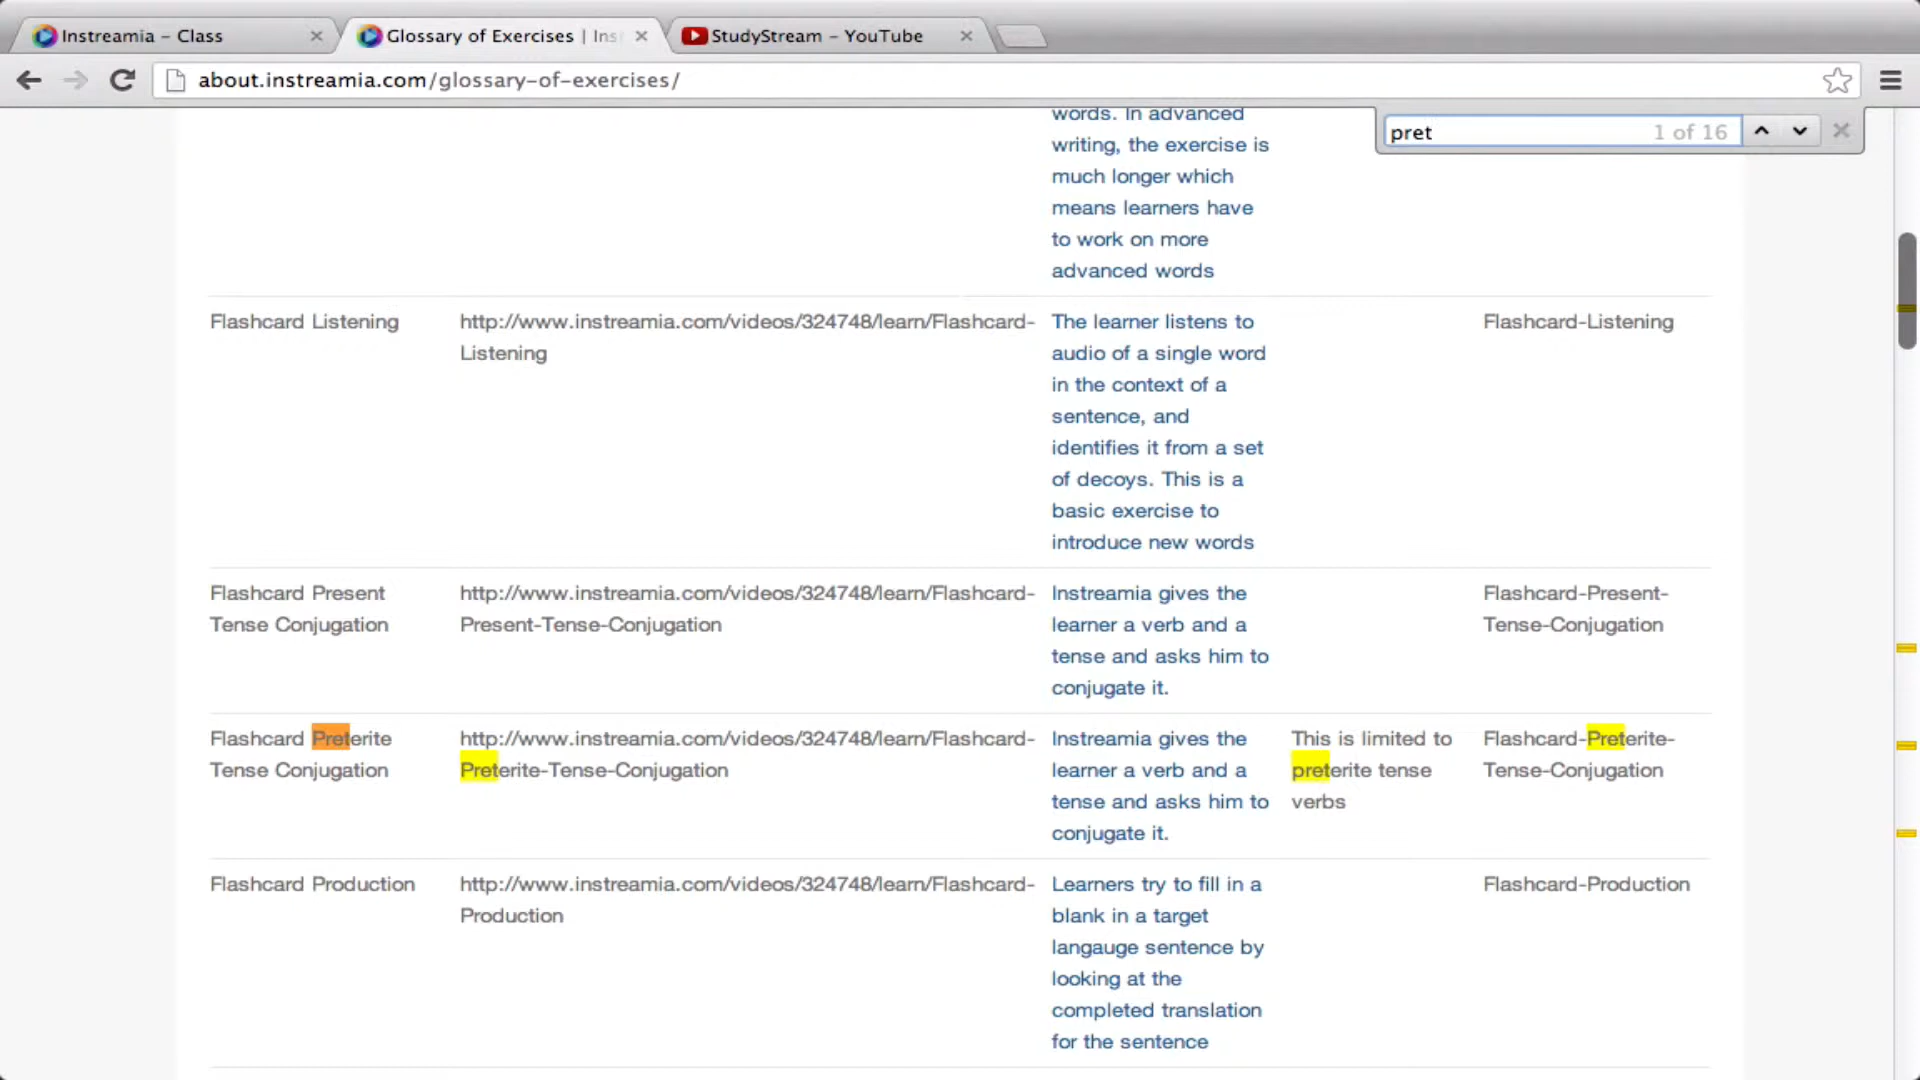 Instreamia – Class
Glossary of Exercises | Ins
StudyStream – YouTube
about.instreamia.com/glossary-of-exercises/
pret
1 of 16
words. In advanced
writing, the exercise is
much longer which
means learners have
to work on more
advanced words
Flashcard Listening
http://www.instreamia.com/videos/324748/learn/Flashcard-
Listening
The learner listens to
audio of a single word
in the context of a
sentence, and
identifies it from a set
of decoys. This is a
basic exercise to
introduce new words
Flashcard-Listening
Flashcard Present
Tense Conjugation
http://www.instreamia.com/videos/324748/learn/Flashcard-
Present-Tense-Conjugation
Instreamia gives the
learner a verb and a
tense and asks him to
conjugate it.
Flashcard-Present-
Tense-Conjugation
Flashcard Preterite
Tense Conjugation
http://www.instreamia.com/videos/324748/learn/Flashcard-
Preterite-Tense-Conjugation
Instreamia gives the
learner a verb and a
tense and asks him to
conjugate it.
This is limited to
preterite tense
verbs
Flashcard-Preterite-
Tense-Conjugation
Flashcard Production
http://www.instreamia.com/videos/324748/learn/Flashcard-
Production
Learners try to fill in a
blank in a target
langauge sentence by
looking at the
completed translation
for the sentence
Flashcard-Production